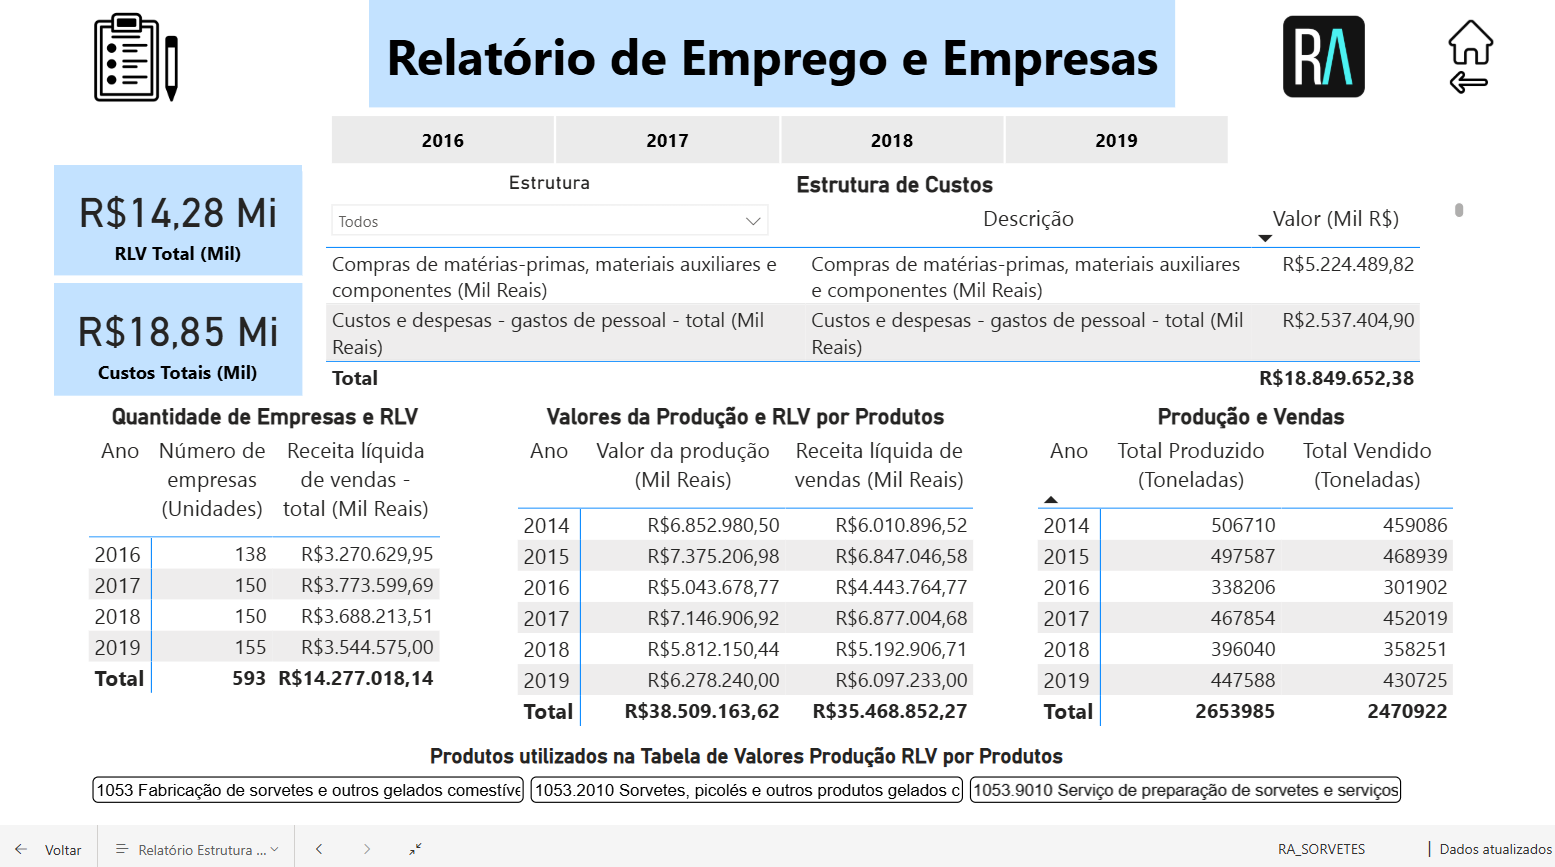 Relatório de Emprego e Empresas
RA
2016 2017 2018 2019
R$14,28 Mi
RLV Total (Mil)
R$18,85 Mi
Custos Totais (Mil)
Estrutura
Todos
Estrutura de Custos
Descrição Valor (Mil R$)
Compras de matérias-primas, materiais auxiliares e
componentes (Mil Reais)
Compras de matérias-primas, materiais auxiliares
e componentes (Mil Reais)
R$5.224.489,82
Custos e despesas - gastos de pessoal - total (Mil
Reais)
Custos e despesas - gastos de pessoal - total (Mil
Reais)
R$2.537.404,90
Total R$18.849.652,38
Quantidade de Empresas e RLV
Ano Número de Receita líquida
empresas de vendas -
(Unidades) total (Mil Reais)
2016 138 R$3.270.629,95
2017 150 R$3.773.599,69
2018 150 R$3.688.213,51
2019 155 R$3.544.575,00
Total 593 R$14.277.018,14
Valores da Produção e RLV por Produtos
Ano Valor da produção Receita líquida de
(Mil Reais) vendas (Mil Reais)
2014 R$6.852.980,50 R$6.010.896,52
2015 R$7.375.206,98 R$6.847.046,58
2016 R$5.043.678,77 R$4.443.764,77
2017 R$7.146.906,92 R$6.877.004,68
2018 R$5.812.150,44 R$5.192.906,71
2019 R$6.278.240,00 R$6.097.233,00
Total R$38.509.163,62 R$35.468.852,27
Produção e Vendas
Ano Total Produzido Total Vendido
(Toneladas) (Toneladas)
2014 506710 459086
2015 497587 468939
2016 338206 301902
2017 467854 452019
2018 396040 358251
2019 447588 430725
Total 2653985 2470922
Produtos utilizados na Tabela de Valores Produção RLV por Produtos
1053 Fabricação de sorvetes e outros gelados comestíve
1053.2010 Sorvetes, picolés e outros produtos gelados c
1053.9010 Serviço de preparação de sorvetes e serviços
Voltar Relatório Estrutura ... RA_SORVETES | Dados atualizados